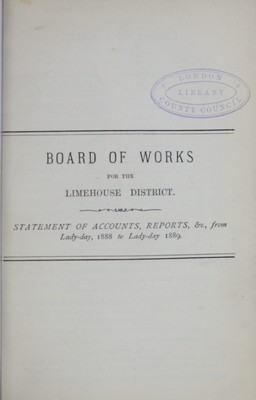 LONDON
LIBRARY
COUNTY COUNCIL
BOARD OF WORKS
FOR THE
LIMEHOUSE DISTRICT.
STATEMENT OF ACCOUNTS, REPORTS, &c., from
Lady-day, 1888 to Lady-day 1889.